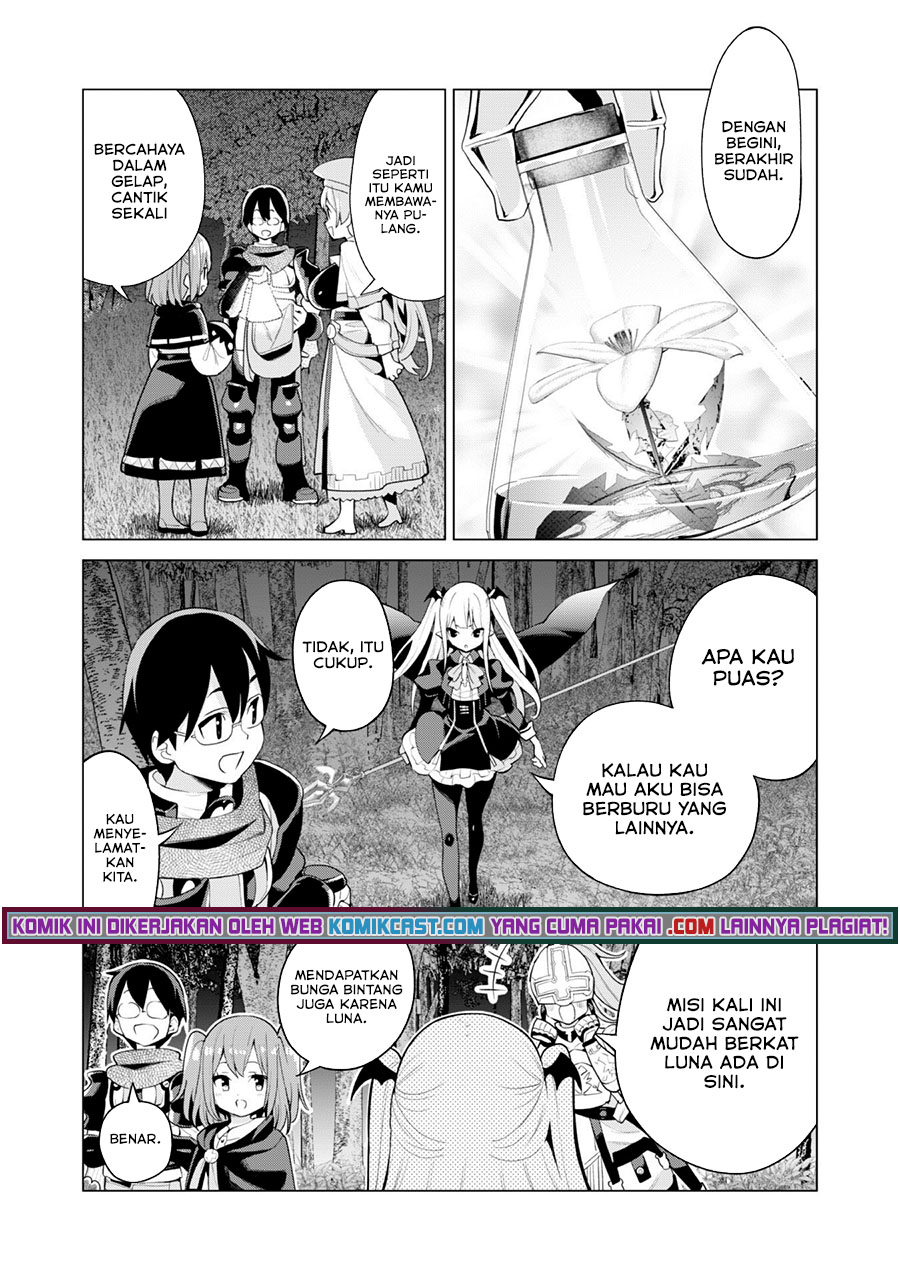 DENGAN
BEGINI,
BERAKHIR
SUDAH.
JADI
SEPERTI
ITU KAMU
MEMBAWA-
NYA PU-
LANG.
BERCAHAYA
DALAM
GELAP,
CANTIK
SEKALI
APA KAU
PUAS?
KALAU KAU
MAU AKU BISA
BERBURU YANG
LAINNYA.
TIDAK, ITU
CUKUP.
KAU
MENYE-
LAMAT-
KAN
KITA.
KOMIK INI DIKERJAKAN OLEH WEB KOMIKCAST.COM YANG CUMA PAKAI .COM LAINNYA PLAGIAT!
MISI KALI INI
JADI SANGAT
MUDAH BERKAT
LUNA ADA DI
SINI.
MENDAPATKAN
BUNGA BINTANG
JUGA KARENA
LUNA.
BENAR.